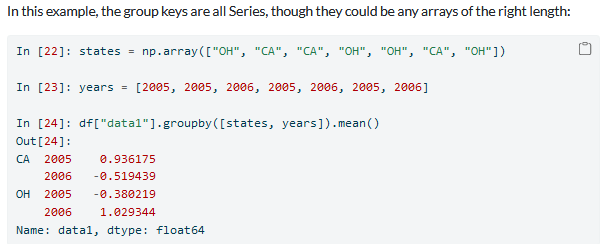 In this example, the group keys are all Series, though they could be any arrays of the right length:
In [22]: states = np.array(["OH", "CA", "CA", "OH", "OH", "CA", "OH"])
In [23]: years = [2005, 2005, 2006, 2005, 2006, 2005, 2006]
In [24]: df["data1"].groupby([states, years]).mean()
Out[24]:
CA  2005    0.936175
    2006   -0.519439
OH  2005   -0.380219
    2006    1.029344
Name: data1, dtype: float64